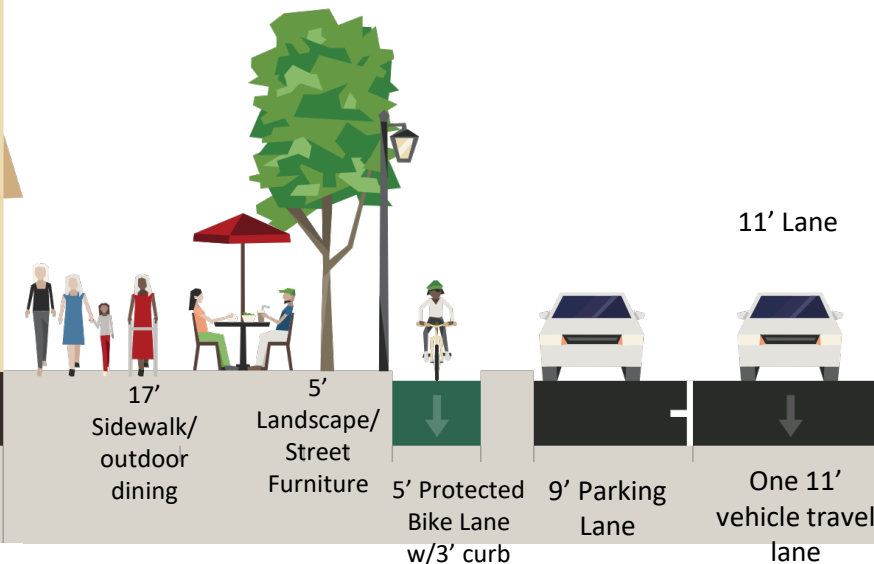 11’ Lane
17’
Sidewalk/
outdoor
dining
5’
Landscape/
Street
Furniture
5’ Protected
Bike Lane
w/3’ curb
9’ Parking
Lane
One 11’
vehicle travel
lane